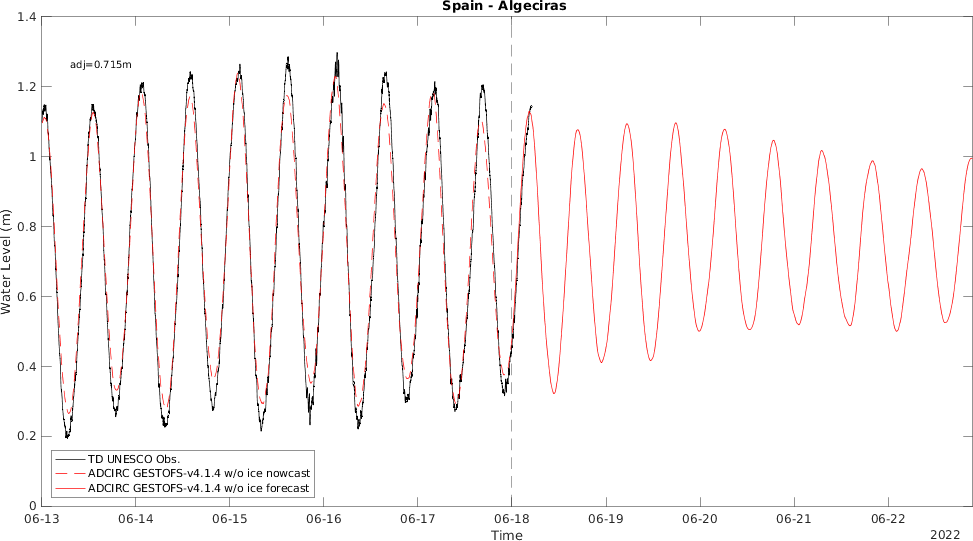 Spain - Algeciras
1.4
adj=0.715m
1.2
1
0.8
Water Level (m)
0.6
0.4
0.2
TD UNESCO Obs.
ADCIRC GESTOFS-v4.1.4 w/o ice nowcast
ADCIRC GESTOFS-v4.1.4 w/o ice forecast
0
06-13 06-14 06-15 06-16 06-17 06-18 06-19 06-20 06-21 06-22
Time
2022